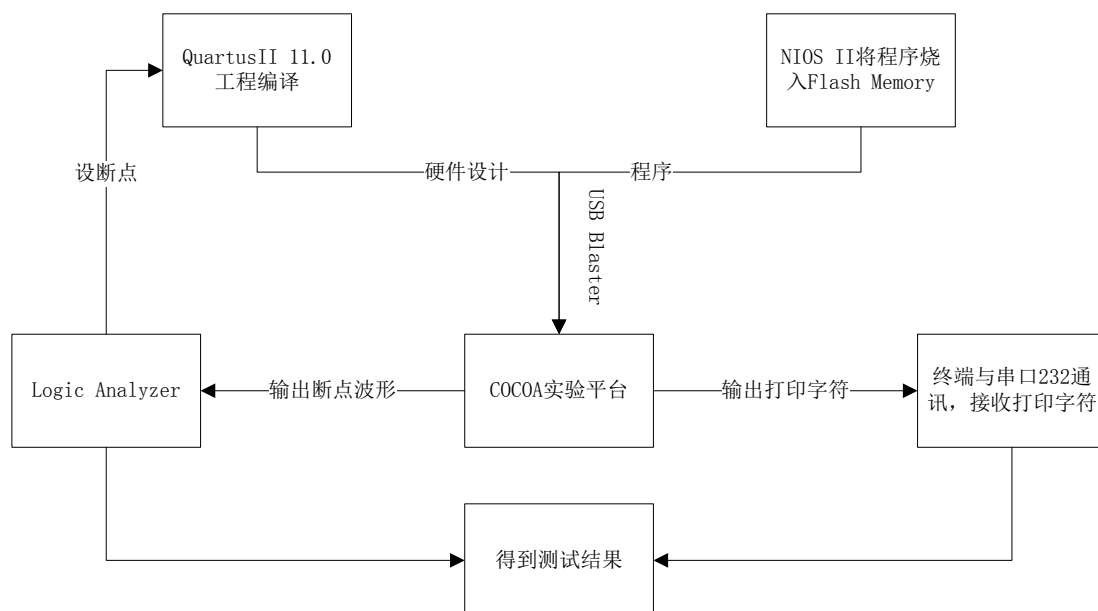 QuartusII 11.0
工程编译
NIOS II将程序烧
入Flash Memory
设断点
硬件设计
程序
USB Blaster
Logic Analyzer
输出断点波形
COCOA实验平台
输出打印字符
终端与串口232通
讯，接收打印字符
得到测试结果